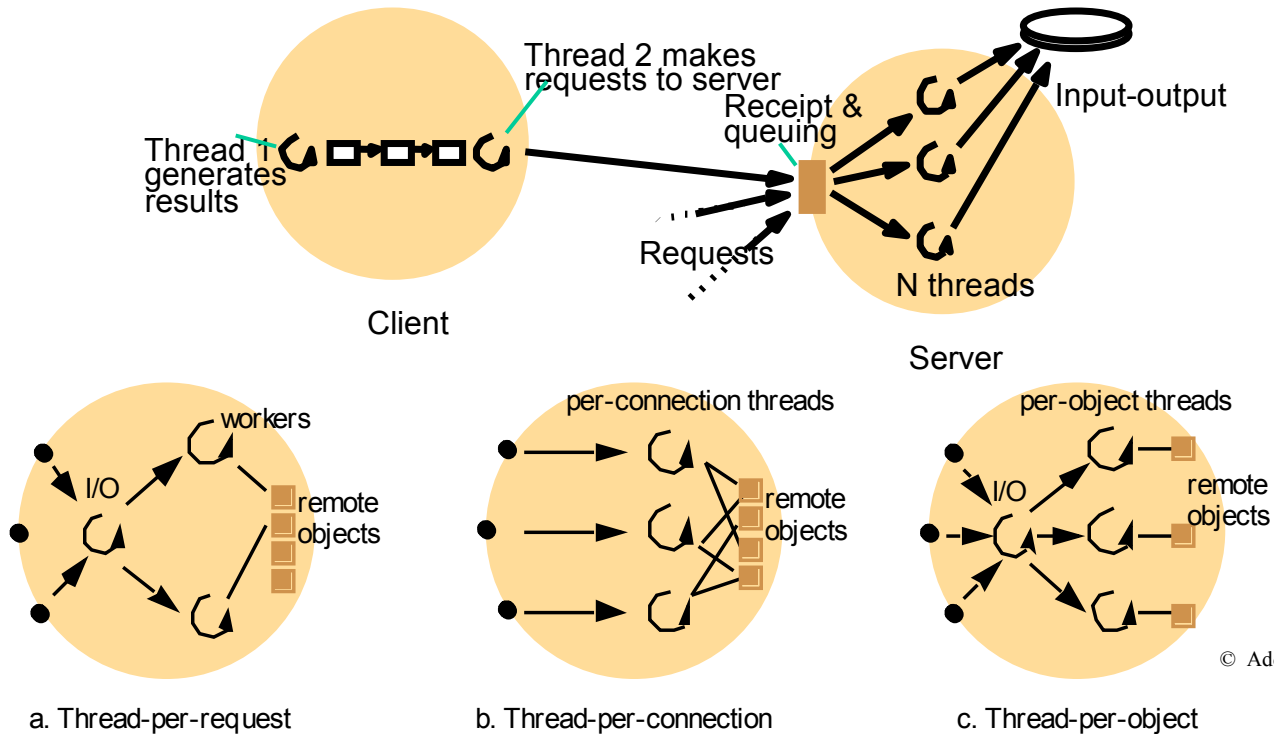 Thread 2 makes
requests to server
Thread 1
generates
results
Receipt &
queuing
Input-output
Requests
N threads
Client
Server
workers
I/O
remote
objects
a. Thread-per-request
per-connection threads
remote
objects
b. Thread-per-connection
per-object threads
I/O
remote
objects
c. Thread-per-object
©